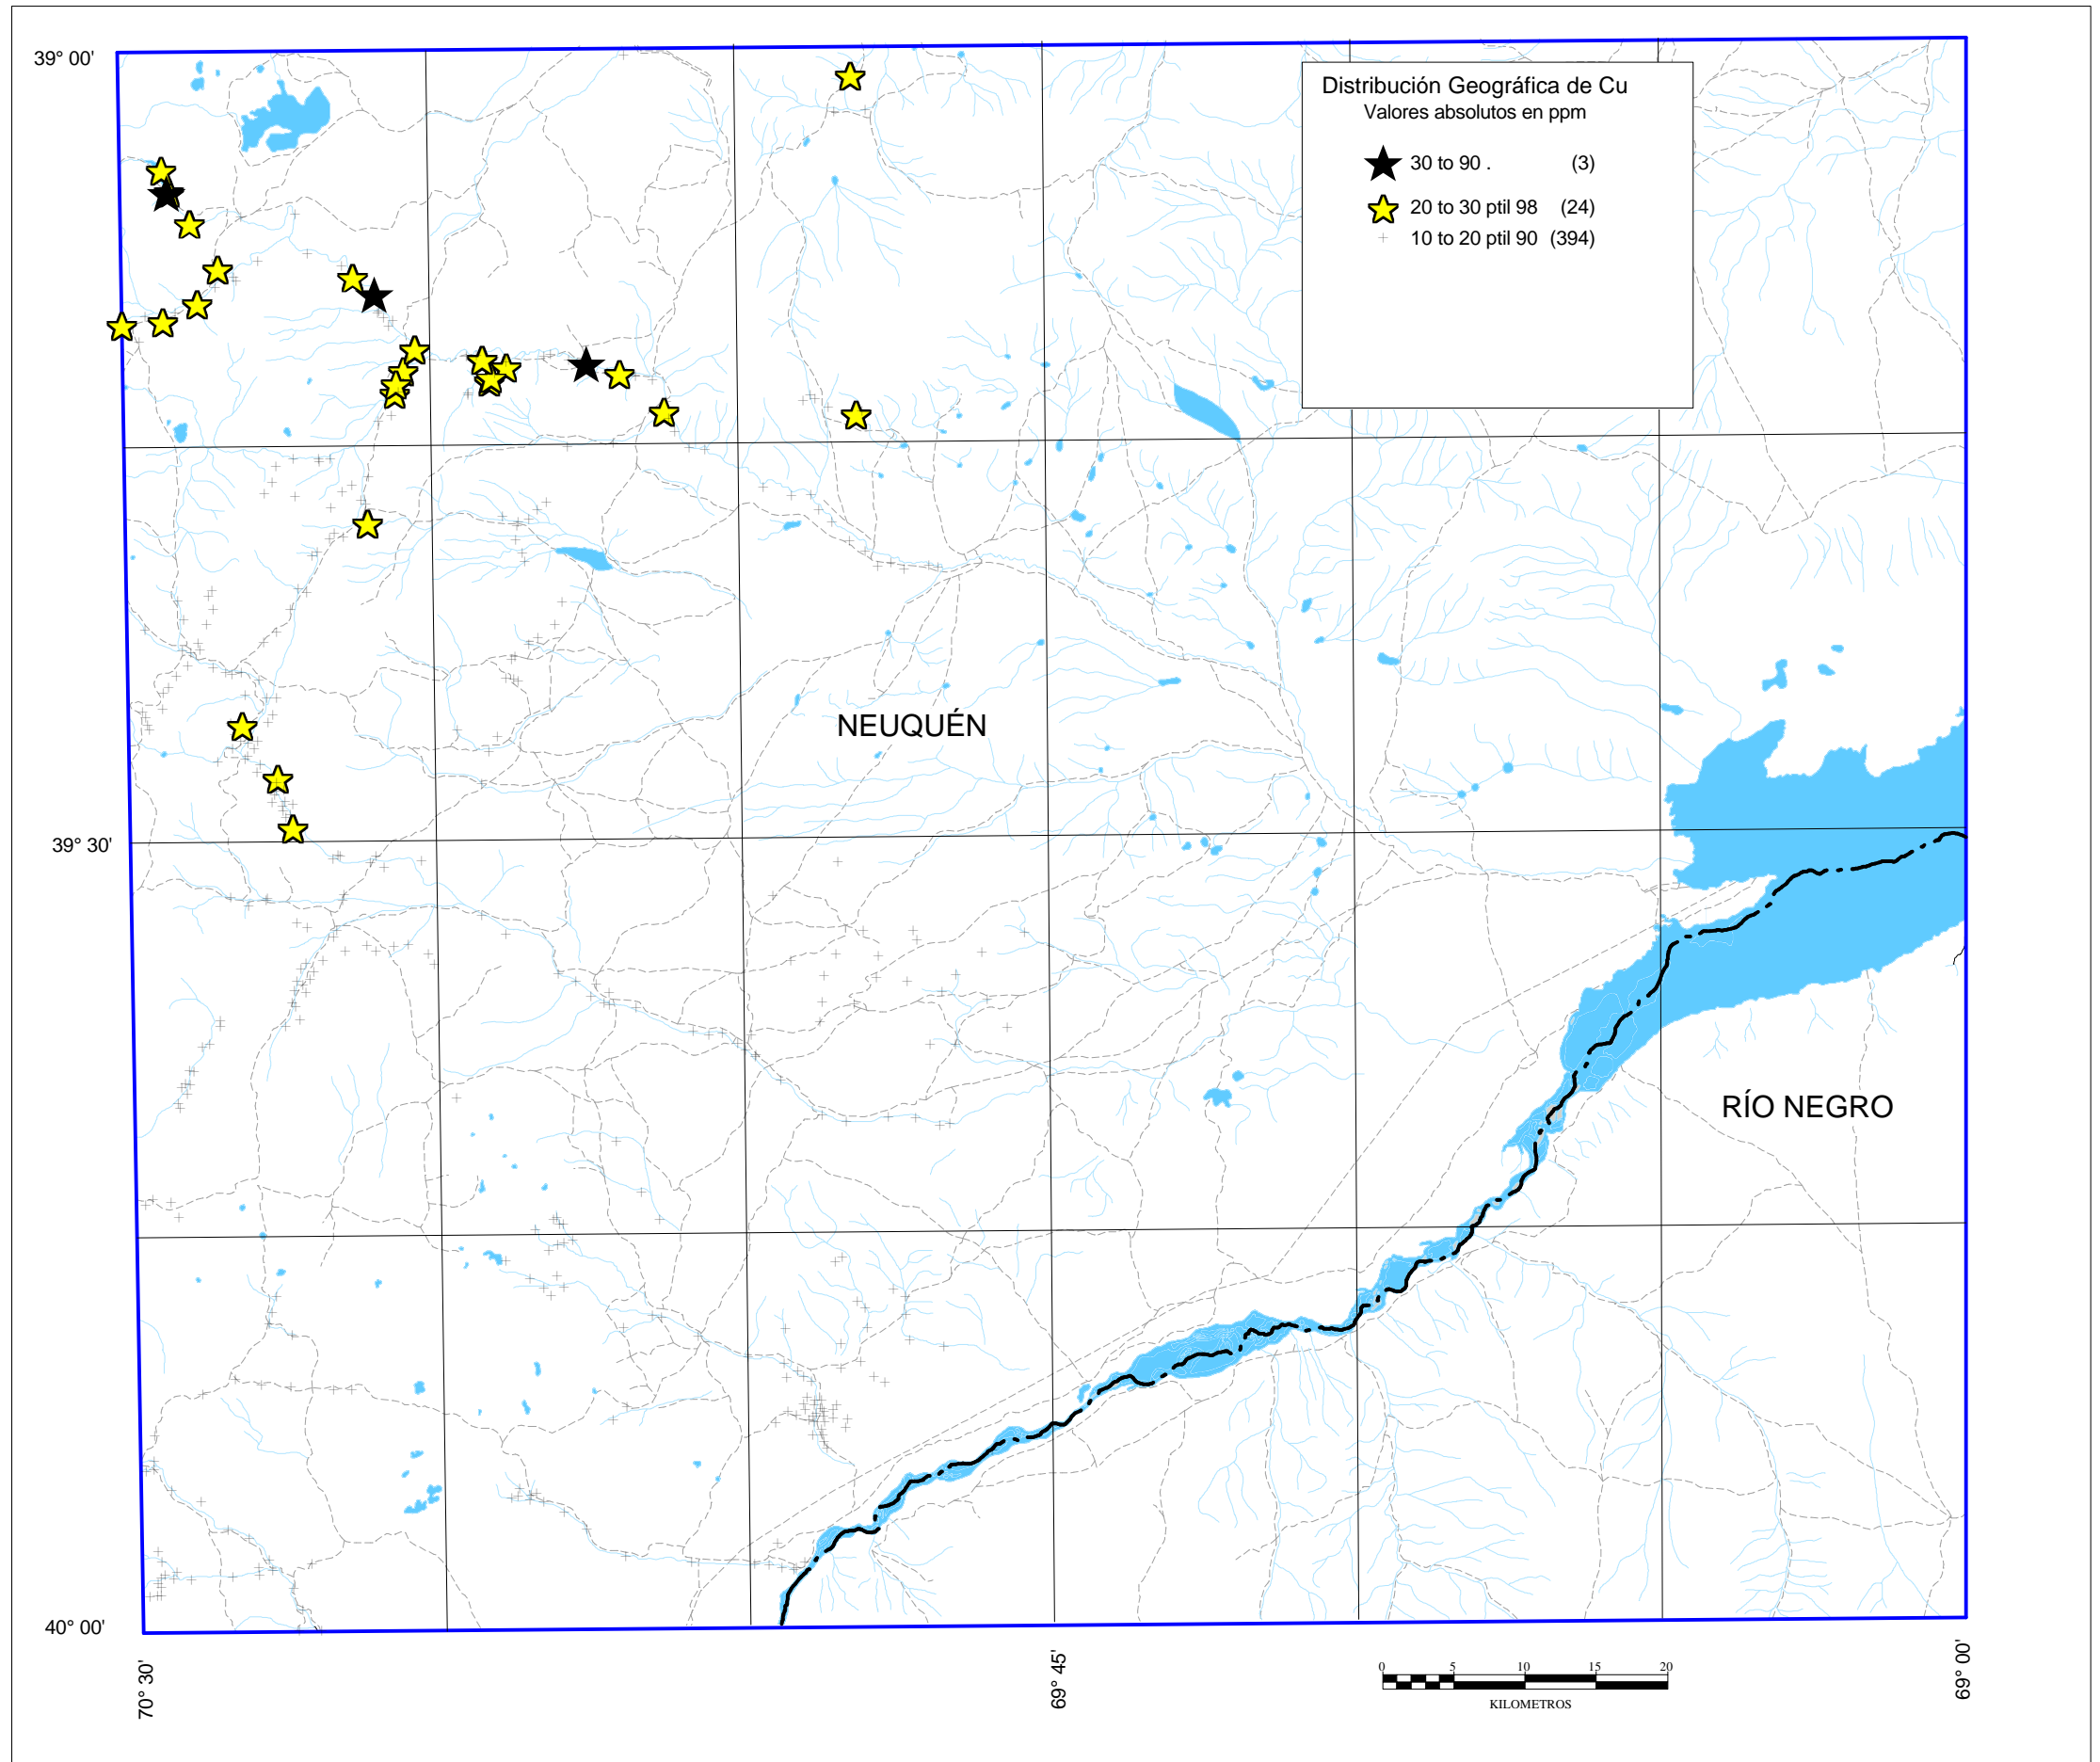 39° 00'
Distribución Geográfica de Cu
Valores absolutos en ppm
30 to 90 . (3)
20 to 30 ptil 98 (24)
10 to 20 ptil 90 (394)
NEUQUÉN
39° 30'
RÍO NEGRO
40° 00'
70° 30'
69° 45'
69° 00'
0 5 10 15 20
KILOMETROS